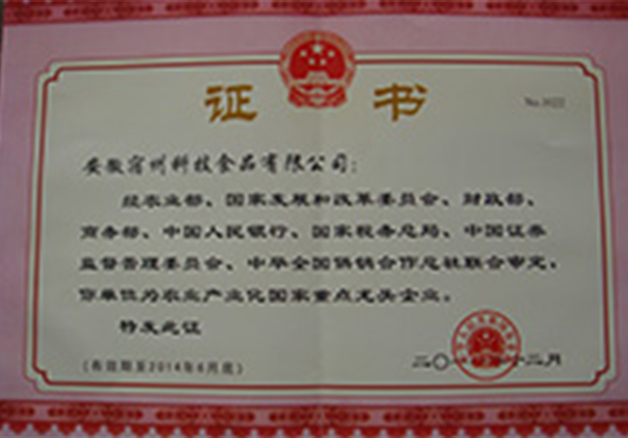 证书
No.1022
安徽宿州科技食品有限公司：
经农业部、国家发展和改革委员会、财政部、
商务部、中国人民银行、国家税务总局、中国证券
监督管理委员会、中华全国供销合作总社联合审定，
你单位为农业产业化国家重点龙头企业。
特发此证
(有效期至2014年6月底)
十二月